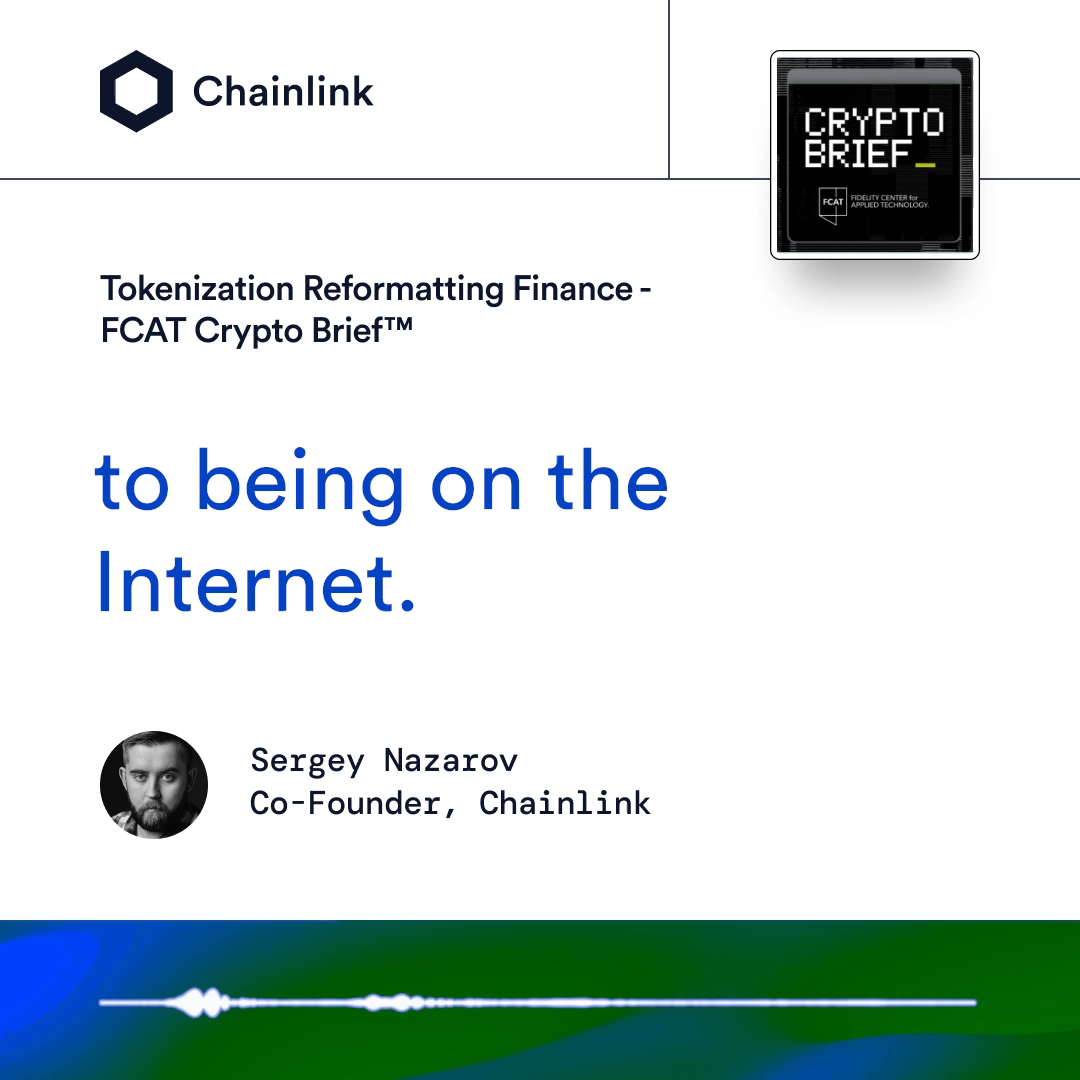 Chainlink
CRYPTO
BRIEF_
FCAT
FIDELITY CENTER for
APPLIED TECHNOLOGY.
Tokenization Reformatting Finance -
FCAT Crypto Brief™
to being on the
Internet.
Sergey Nazarov
Co-Founder, Chainlink